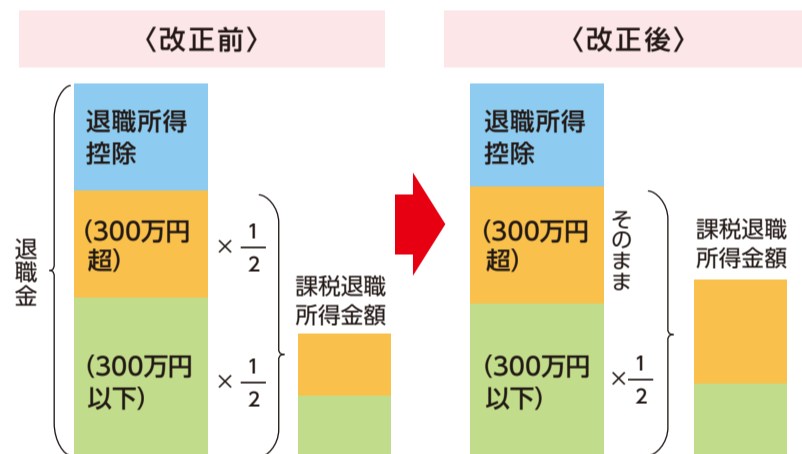 〈改正前〉
退職金
退職所得
控除
(300万円
超)
× 1/2
(300万円
以下)
× 1/2
課税退職
所得金額
〈改正後〉
退職所得
控除
(300万円
超)
そのまま
(300万円
以下)
×1/2
課税退職
所得金額